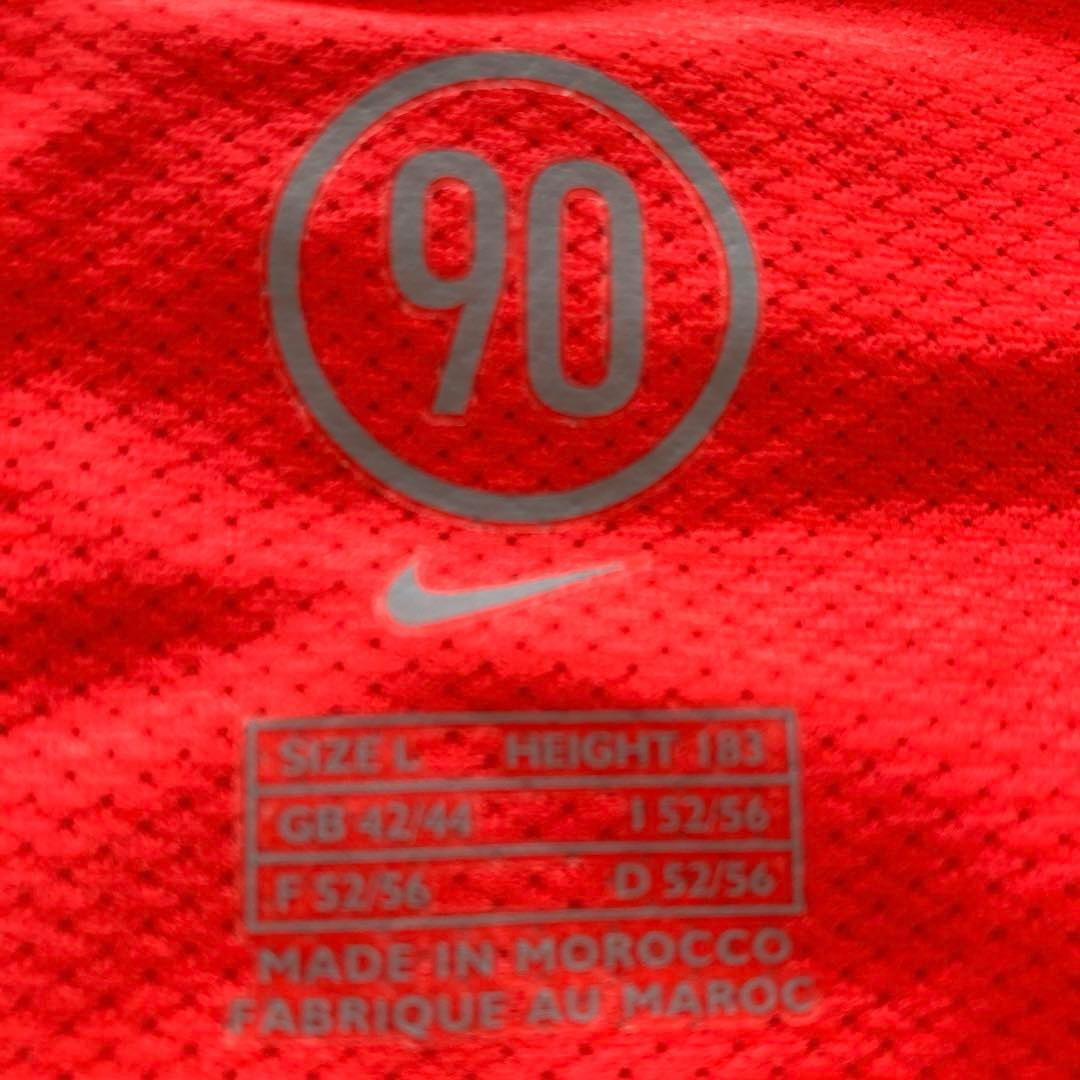 90
SIZE L HEIGHT 183
GB 42/44 I 52/56
F 52/56 D 52/56
MADE IN MOROCCO
FABRIQUE AU MAROC